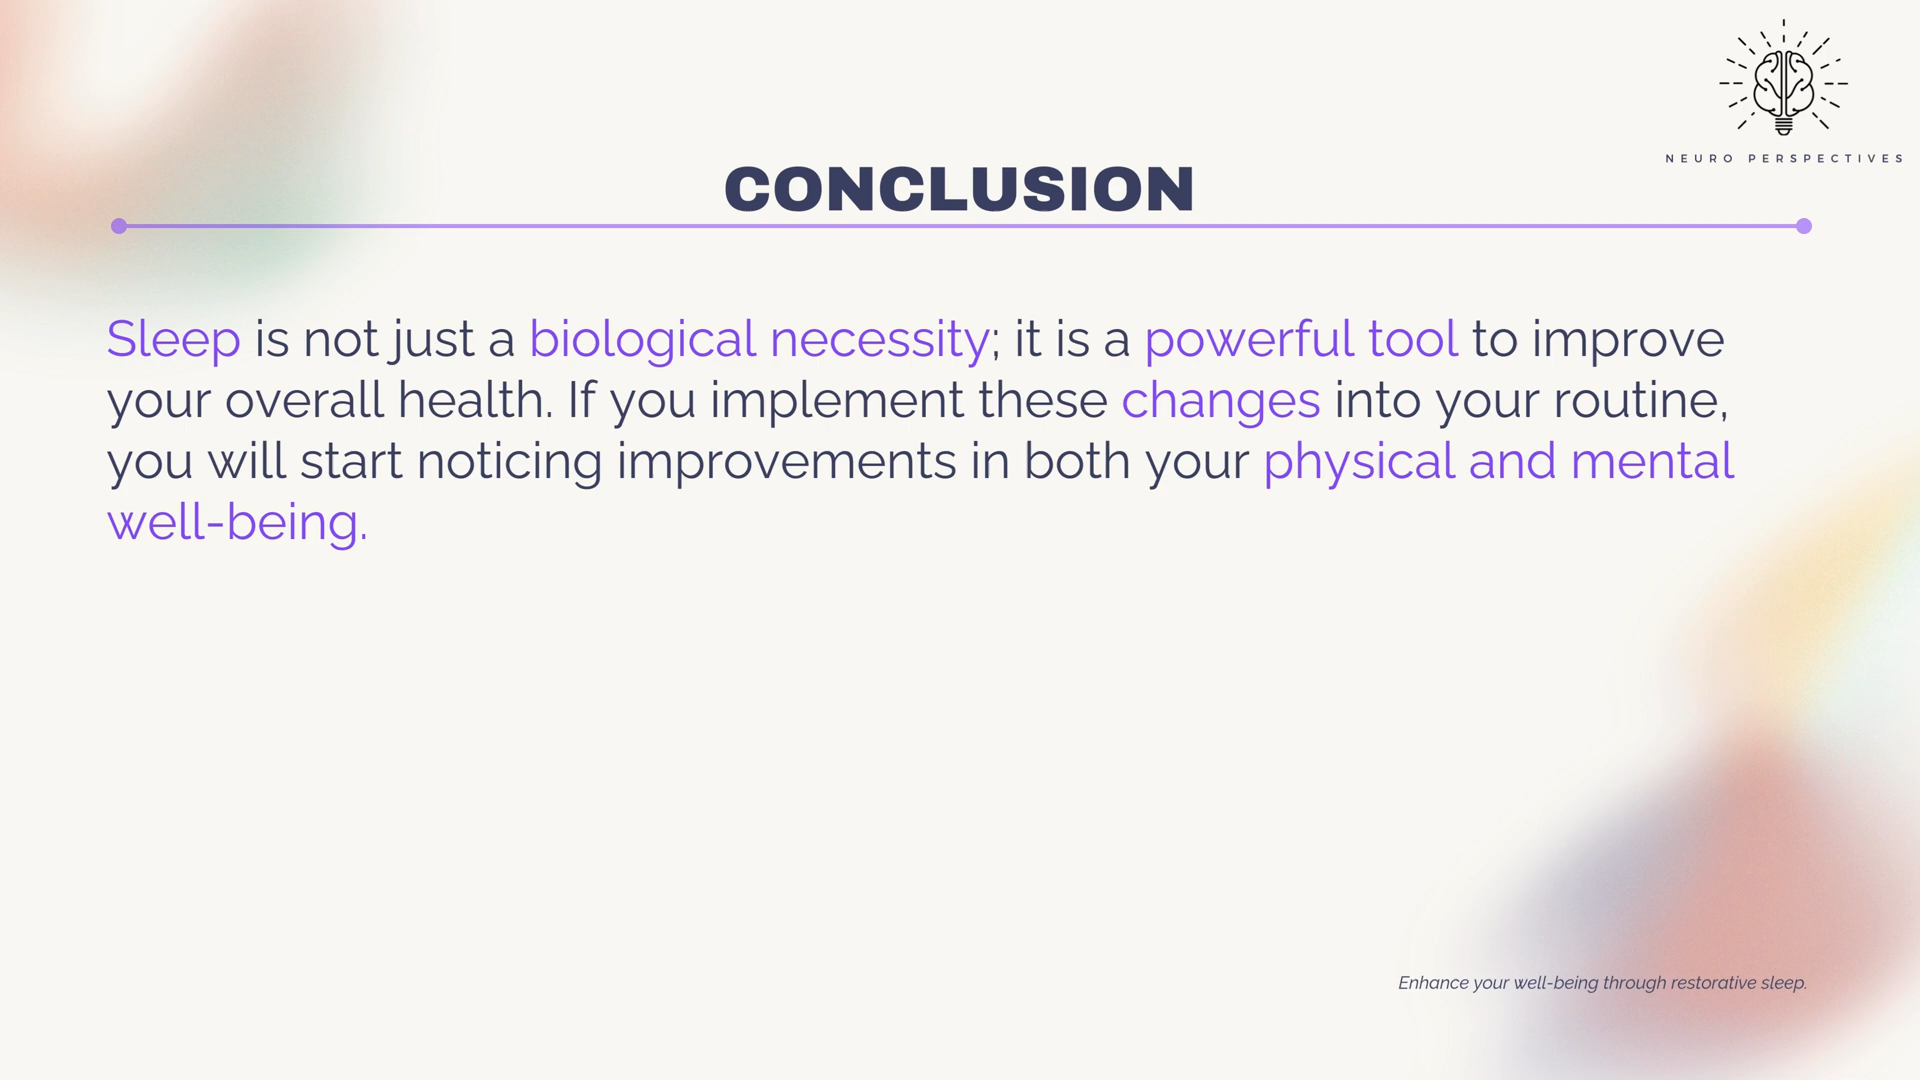 NEURO PERSPECTIVES
CONCLUSION
Sleep is not just a biological necessity; it is a powerful tool to improve
your overall health. If you implement these changes into your routine,
you will start noticing improvements in both your physical and mental
well-being.
Enhance your well-being through restorative sleep.